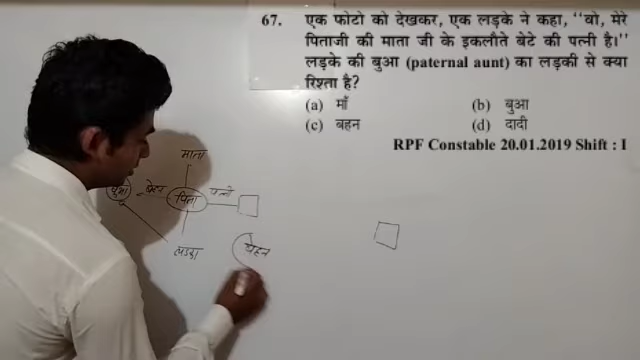 67. एक फोटो को देखकर, एक लड़के ने कहा, ''वो, मेरे
पिताजी की माता जी के इकलौते बेटे की पत्नी है।''
लड़के की बुआ (paternal aunt) का लड़की से क्या
रिश्ता है?
(a) माँ (b) बुआ
(c) बहन (d) दादी
RPF Constable 20.01.2019 Shift : I
माता
बुआ बहन पिता पत्नी
लड़का बहन